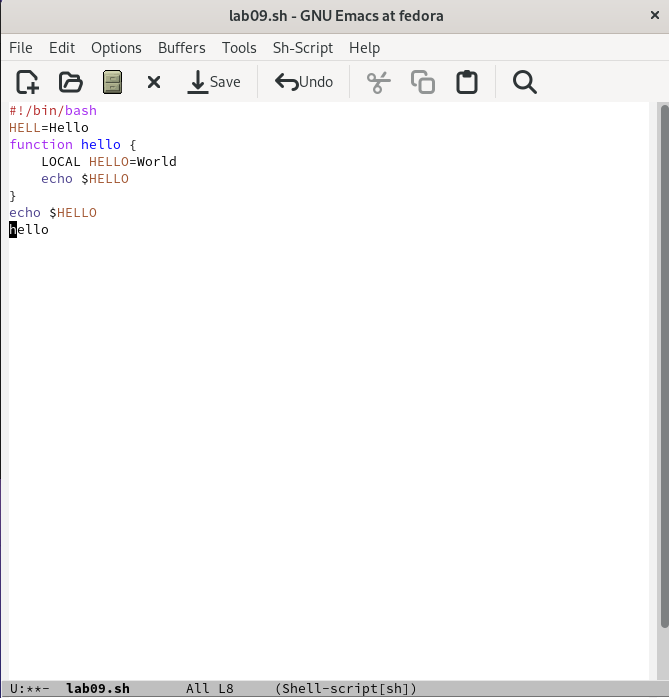 lab09.sh - GNU Emacs at fedora
File Edit Options Buffers Tools Sh-Script Help
Save Undo
#!/bin/bash
HELL=Hello
function hello {
    LOCAL HELLO=World
    echo $HELLO
}
echo $HELLO
hello
U:**- lab09.sh All L8 (Shell-script[sh])